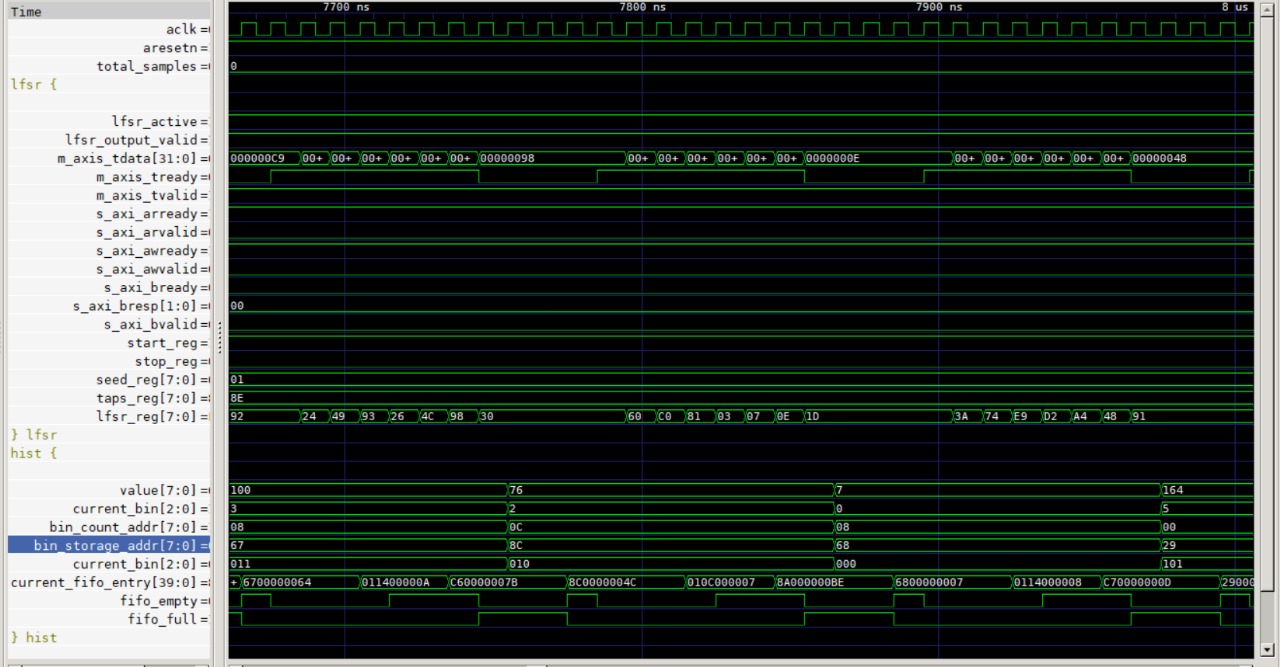 Time
7700 ns 7800 ns 7900 ns 8 us
aclk =
aresetn =
total_samples = 0
lfsr {
lfsr_active =
lfsr_output_valid =
m_axis_tdata[31:0] = 000000C9 00+ 00+ 00+ 00+ 00+ 00+ 00000098 00+ 00+ 00+ 00+ 00+ 00+ 0000000E 00+ 00+ 00+ 00+ 00+ 00+ 00000048
m_axis_tready =
m_axis_tvalid =
s_axi_arready =
s_axi_arvalid =
s_axi_awready =
s_axi_awvalid =
s_axi_bready =
s_axi_bresp[1:0] = 00
s_axi_bvalid =
start_reg =
stop_reg =
seed_reg[7:0] = 01
taps_reg[7:0] = 8E
lfsr_reg[7:0] = 92 24 49 93 26 4C 98 30 60 C0 81 03 07 0E 1D 3A 74 E9 D2 A4 48 91
} lfsr
hist {
value[7:0] = 100 76 7 164
current_bin[2:0] = 3 2 0 5
bin_count_addr[7:0] = 08 0C 08 00
bin_storage_addr[7:0] = 67 8C 68 29
current_bin[2:0] = 011 010 000 101
current_fifo_entry[39:0] = + 6700000064 011400000A C60000007B 8C0000004C 010C000007 8A000000BE 6800000007 0114000008 C70000000D 29000
fifo_empty =
fifo_full =
} hist